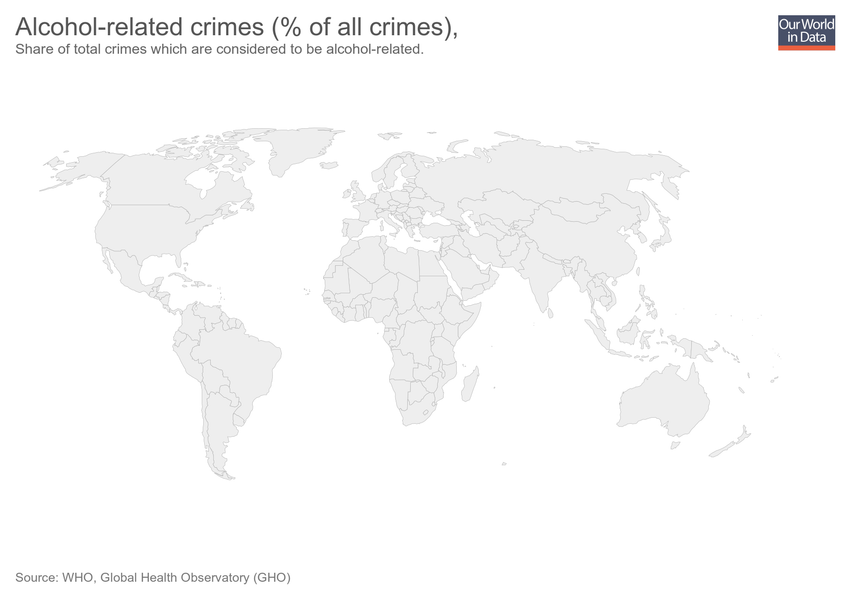 Alcohol-related crimes (% of all crimes),
Share of total crimes which are considered to be alcohol-related.
Our World
in Data
Source: WHO, Global Health Observatory (GHO)